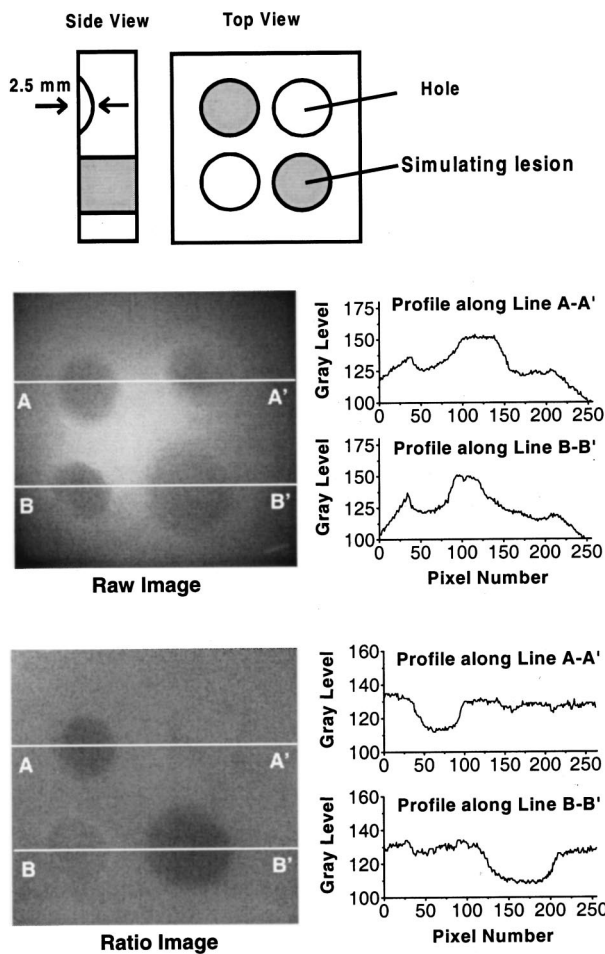 Side View
Top View
2.5 mm
Hole
Simulating lesion
A
A'
B
B'
Raw Image
Profile along Line A-A'
Gray Level
175
150
125
100
0 50 100 150 200 250
Profile along Line B-B'
Gray Level
175
150
125
100
0 50 100 150 200 250
Pixel Number
A
A'
B
B'
Ratio Image
Profile along Line A-A'
Gray Level
160
140
120
100
0 50 100 150 200 250
Profile along Line B-B'
Gray Level
160
140
120
100
0 50 100 150 200 250
Pixel Number